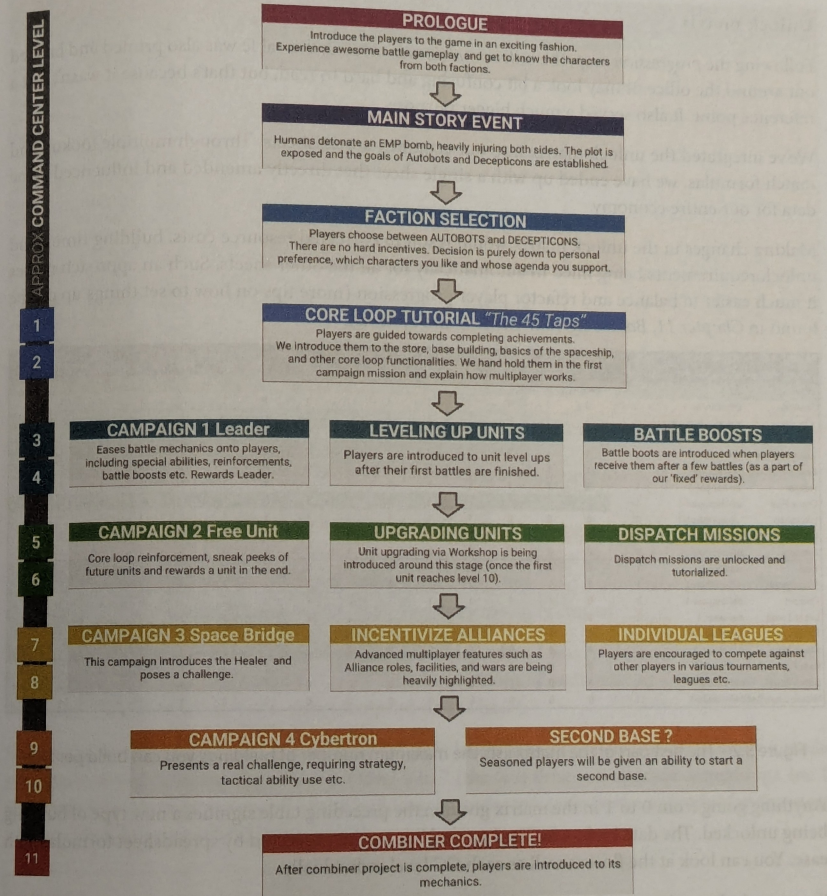 APPROX COMMAND CENTER LEVEL
PROLOGUE
Introduce the players to the game in an exciting fashion.
Experience awesome battle gameplay and get to know the characters
from both factions.
MAIN STORY EVENT
Humans detonate an EMP bomb, heavily injuring both sides. The plot is
exposed and the goals of Autobots and Decepticons are established.
FACTION SELECTION
Players choose between AUTOBOTS and DECEPTICONS.
There are no hard incentives. Decision is purely down to personal
preference, which characters you like and whose agenda you support.
1
2
CORE LOOP TUTORIAL "The 45 Taps"
Players are guided towards completing achievements.
We introduce them to the store, base building, basics of the spaceship,
and other core loop functionalities. We hand hold them in the first
campaign mission and explain how multiplayer works.
3
4
CAMPAIGN 1 Leader
Eases battle mechanics onto players,
including special abilities, reinforcements,
battle boosts etc. Rewards Leader.
LEVELING UP UNITS
Players are introduced to unit level ups
after their first battles are finished.
BATTLE BOOSTS
Battle boots are introduced when players
receive them after a few battles (as a part of
our 'fixed' rewards).
5
6
CAMPAIGN 2 Free Unit
Core loop reinforcement, sneak peeks of
future units and rewards a unit in the end.
UPGRADING UNITS
Unit upgrading via Workshop is being
introduced around this stage (once the first
unit reaches level 10).
DISPATCH MISSIONS
Dispatch missions are unlocked and
tutorialized.
7
8
CAMPAIGN 3 Space Bridge
This campaign introduces the Healer and
poses a challenge.
INCENTIVIZE ALLIANCES
Advanced multiplayer features such as
Alliance roles, facilities, and wars are being
heavily highlighted.
INDIVIDUAL LEAGUES
Players are encouraged to compete against
other players in various tournaments,
leagues etc.
9
10
CAMPAIGN 4 Cybertron
Presents a real challenge, requiring strategy,
tactical ability use etc.
SECOND BASE ?
Seasoned players will be given an ability to start a
second base.
11
COMBINER COMPLETE!
After combiner project is complete, players are introduced to its
mechanics.